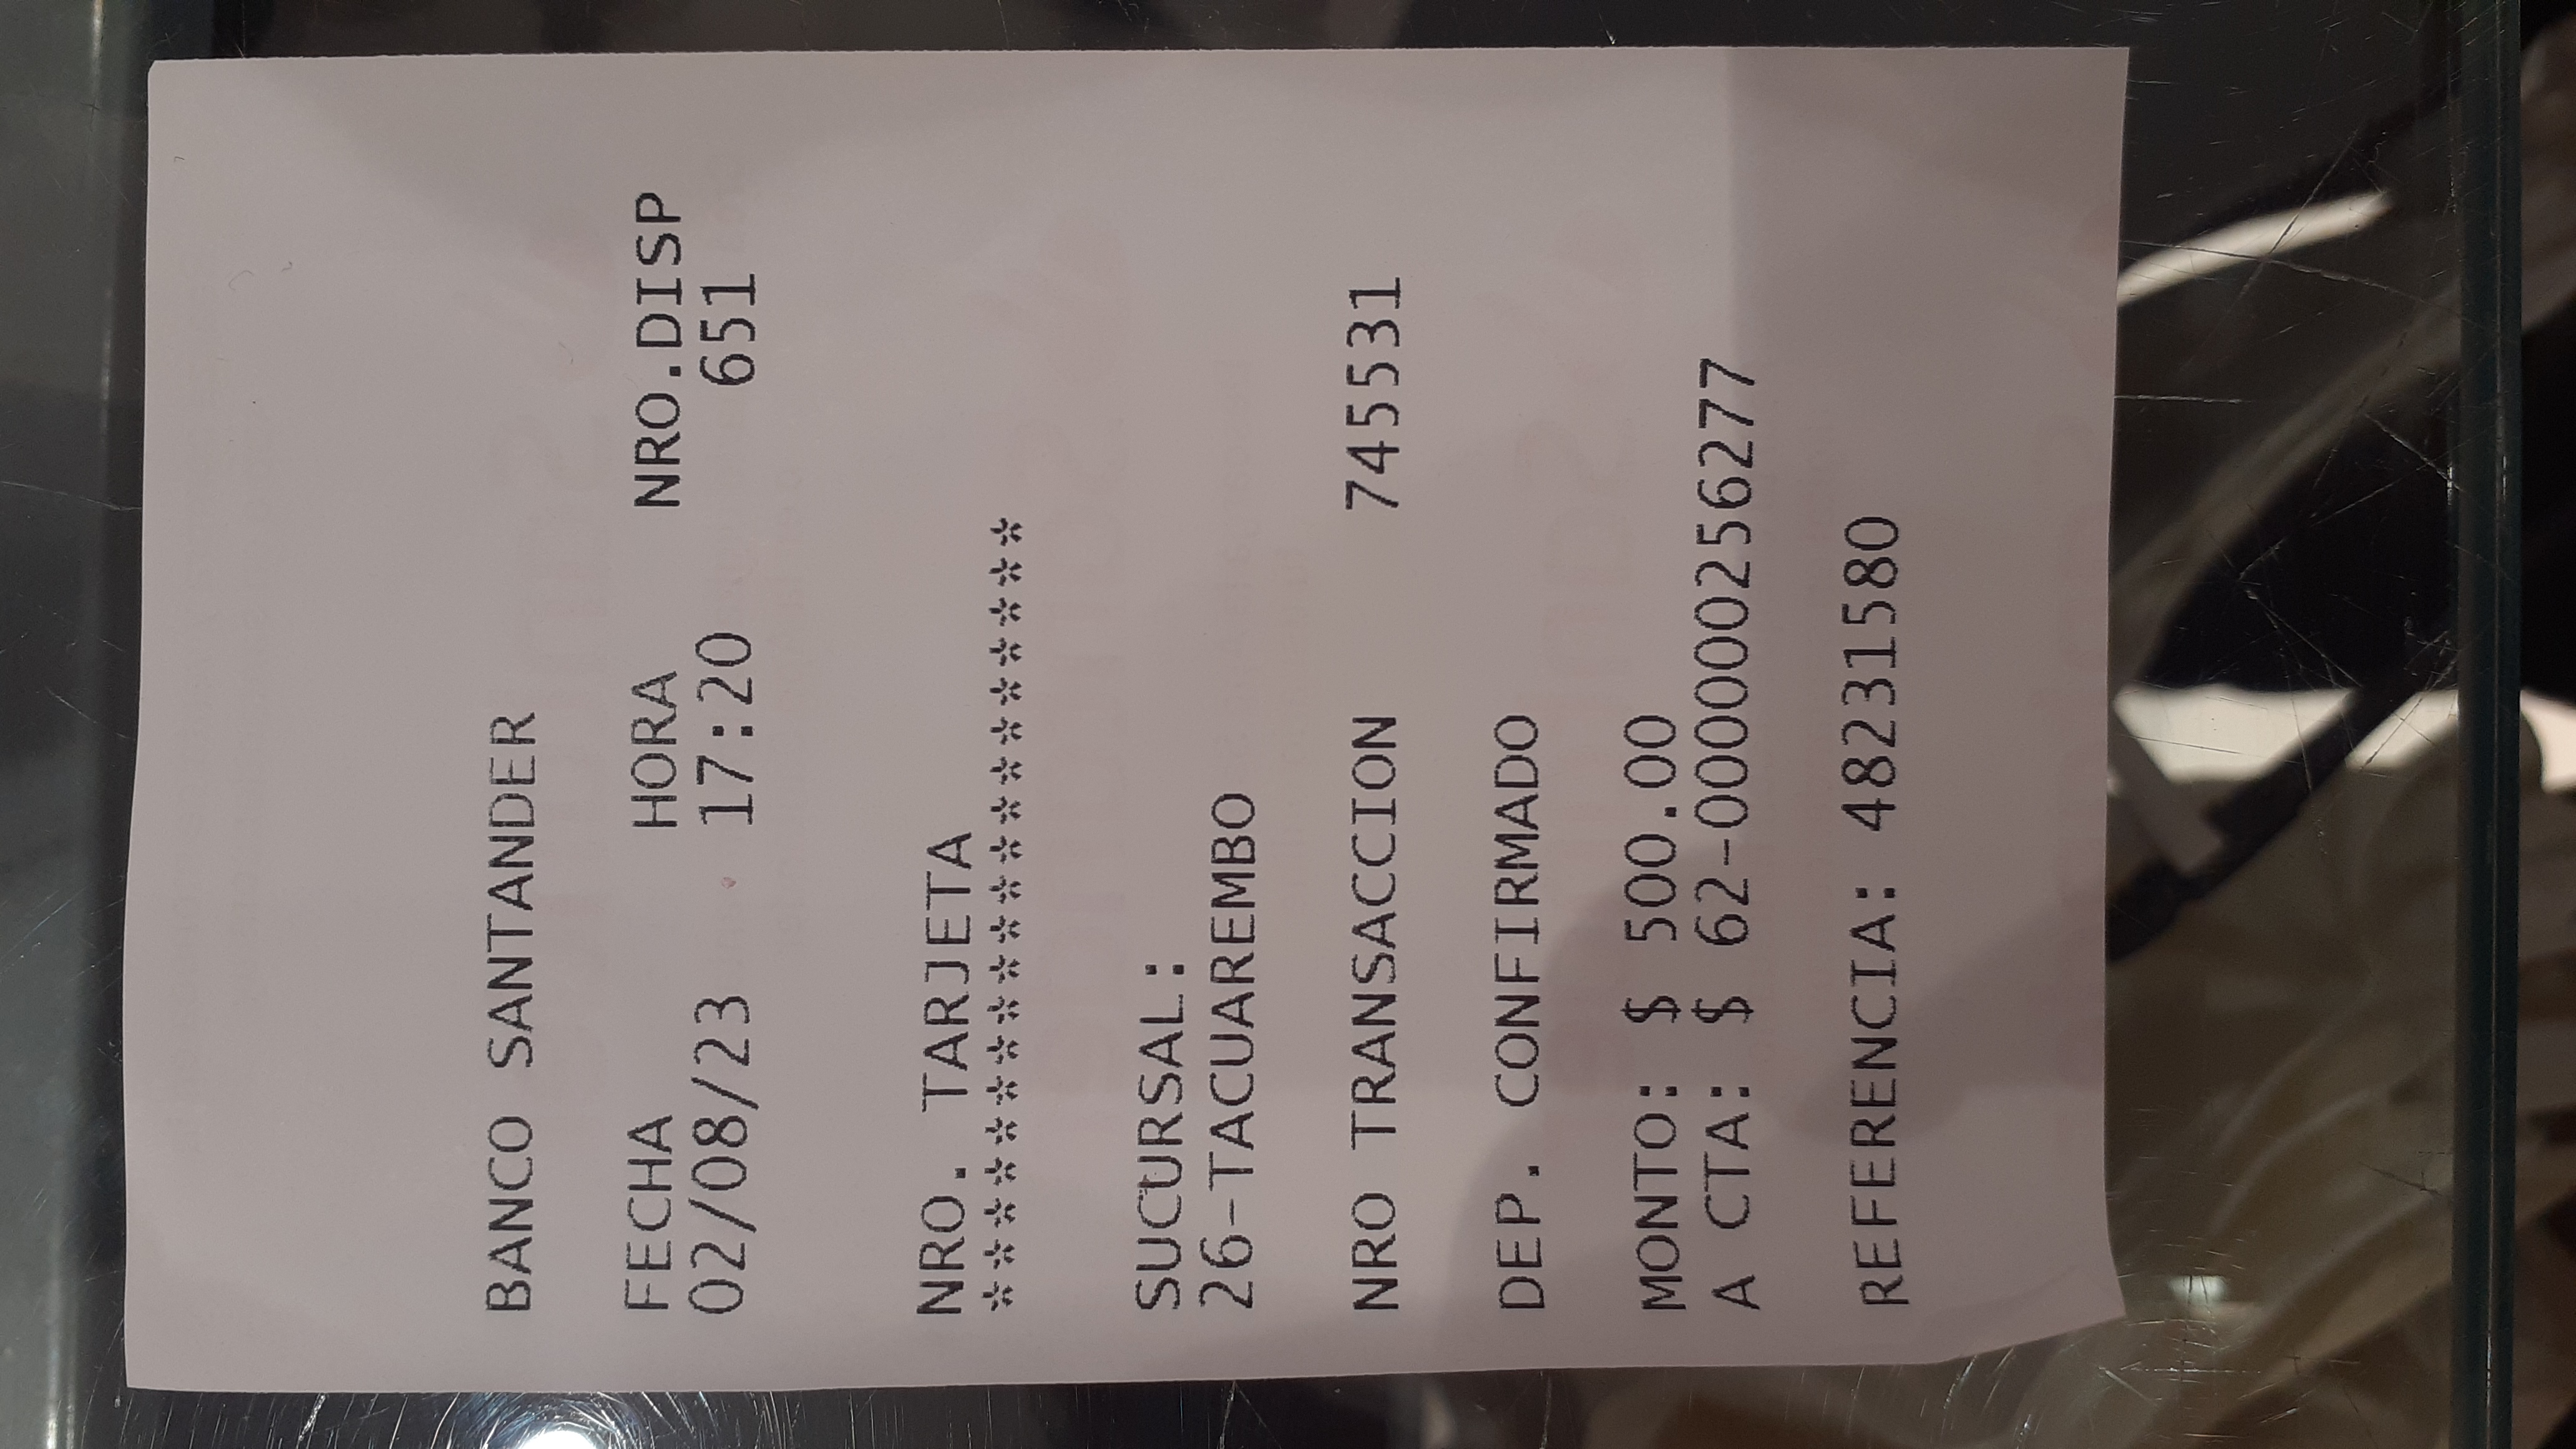 BANCO SANTANDER
FECHA HORA NRO.DISP
02/08/23 17:20 651
NRO. TARJETA
********************
SUCURSAL:
26-TACUAREMBO
NRO TRANSACCION 745531
DEP. CONFIRMADO
MONTO: $ 500.00
A CTA: $ 62-000000256277
REFERENCIA: 48231580